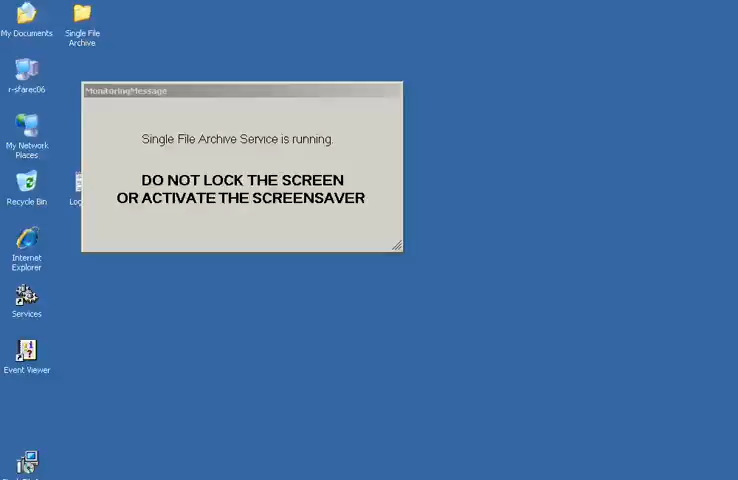 My Documents
Single File
Archive
r-sfarec06
MonitoringMessage
Single File Archive Service is running.
DO NOT LOCK THE SCREEN
OR ACTIVATE THE SCREENSAVER
My Network
Places
Recycle Bin
Internet
Explorer
Services
Event Viewer